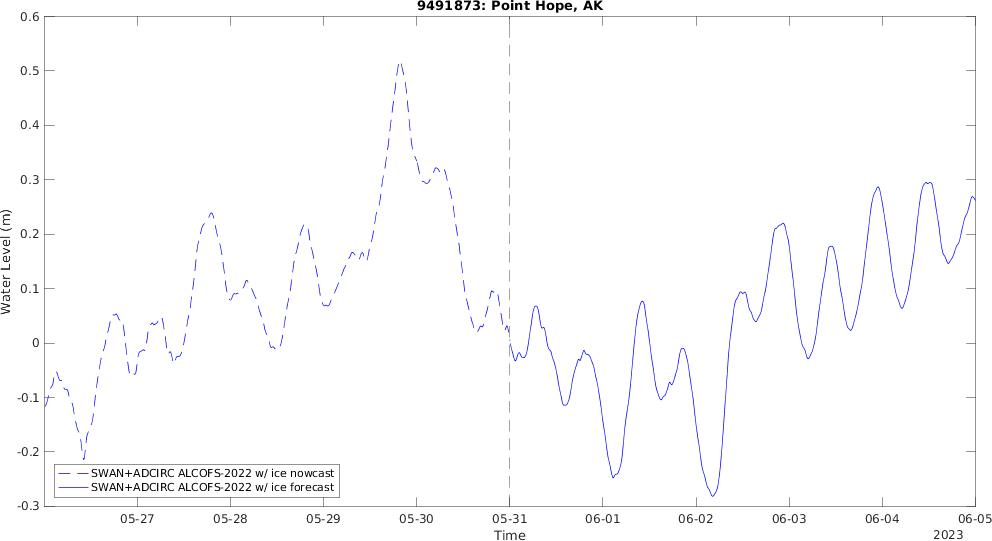 9491873: Point Hope, AK
0.6
0.5
0.4
0.3
0.2
0.1
0
-0.1
-0.2
-0.3
Water Level (m)
SWAN+ADCIRC ALCOFS-2022 w/ ice nowcast
SWAN+ADCIRC ALCOFS-2022 w/ ice forecast
05-27 05-28 05-29 05-30 05-31 06-01 06-02 06-03 06-04 06-05
Time
2023